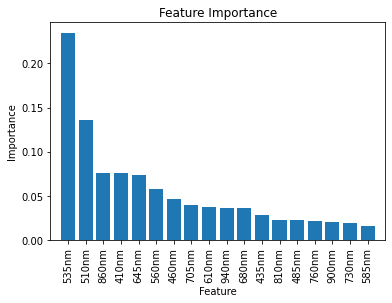 Feature Importance
Importance
0.20
0.15
0.10
0.05
0.00
535nm
510nm
860nm
410nm
645nm
560nm
460nm
705nm
610nm
940nm
680nm
435nm
810nm
485nm
760nm
900nm
730nm
585nm
Feature